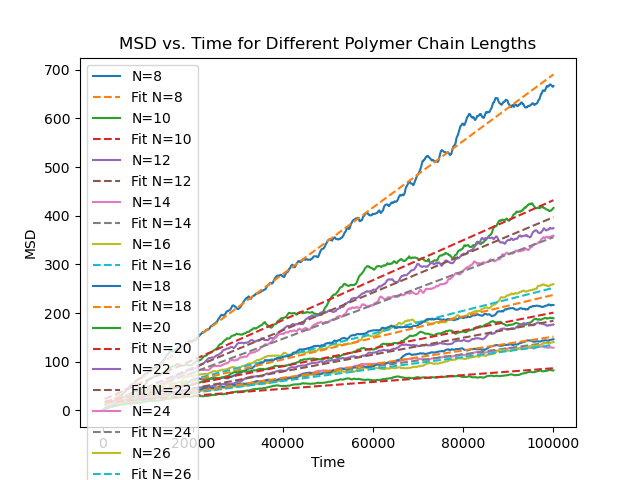 MSD vs. Time for Different Polymer Chain Lengths
700
600
500
400
300
200
100
0
MSD
N=8
Fit N=8
N=10
Fit N=10
N=12
Fit N=12
N=14
Fit N=14
N=16
Fit N=16
N=18
Fit N=18
N=20
Fit N=20
N=22
Fit N=22
N=24
Fit N=24
N=26
Fit N=26
0
20000
40000
60000
80000
100000
Time